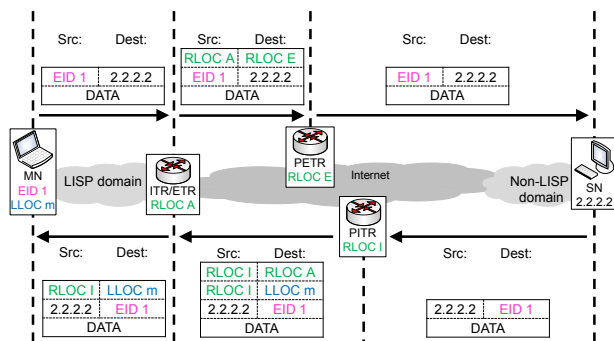 Src: Dest: Src: Dest: Src: Dest:
RLOC A RLOC E
EID 1 2.2.2.2 EID 1 2.2.2.2 EID 1 2.2.2.2
DATA DATA DATA
MN
EID 1
LLOC m
LISP domain
ITR/ETR
RLOC A
PETR
RLOC E
Internet
Non-LISP
domain
SN
2.2.2.2
PITR
RLOC I
Src: Dest: Src: Dest: Src: Dest:
RLOC I RLOC A
RLOC I LLOC m RLOC I LLOC m
2.2.2.2 EID 1 2.2.2.2 EID 1 2.2.2.2 EID 1
DATA DATA DATA